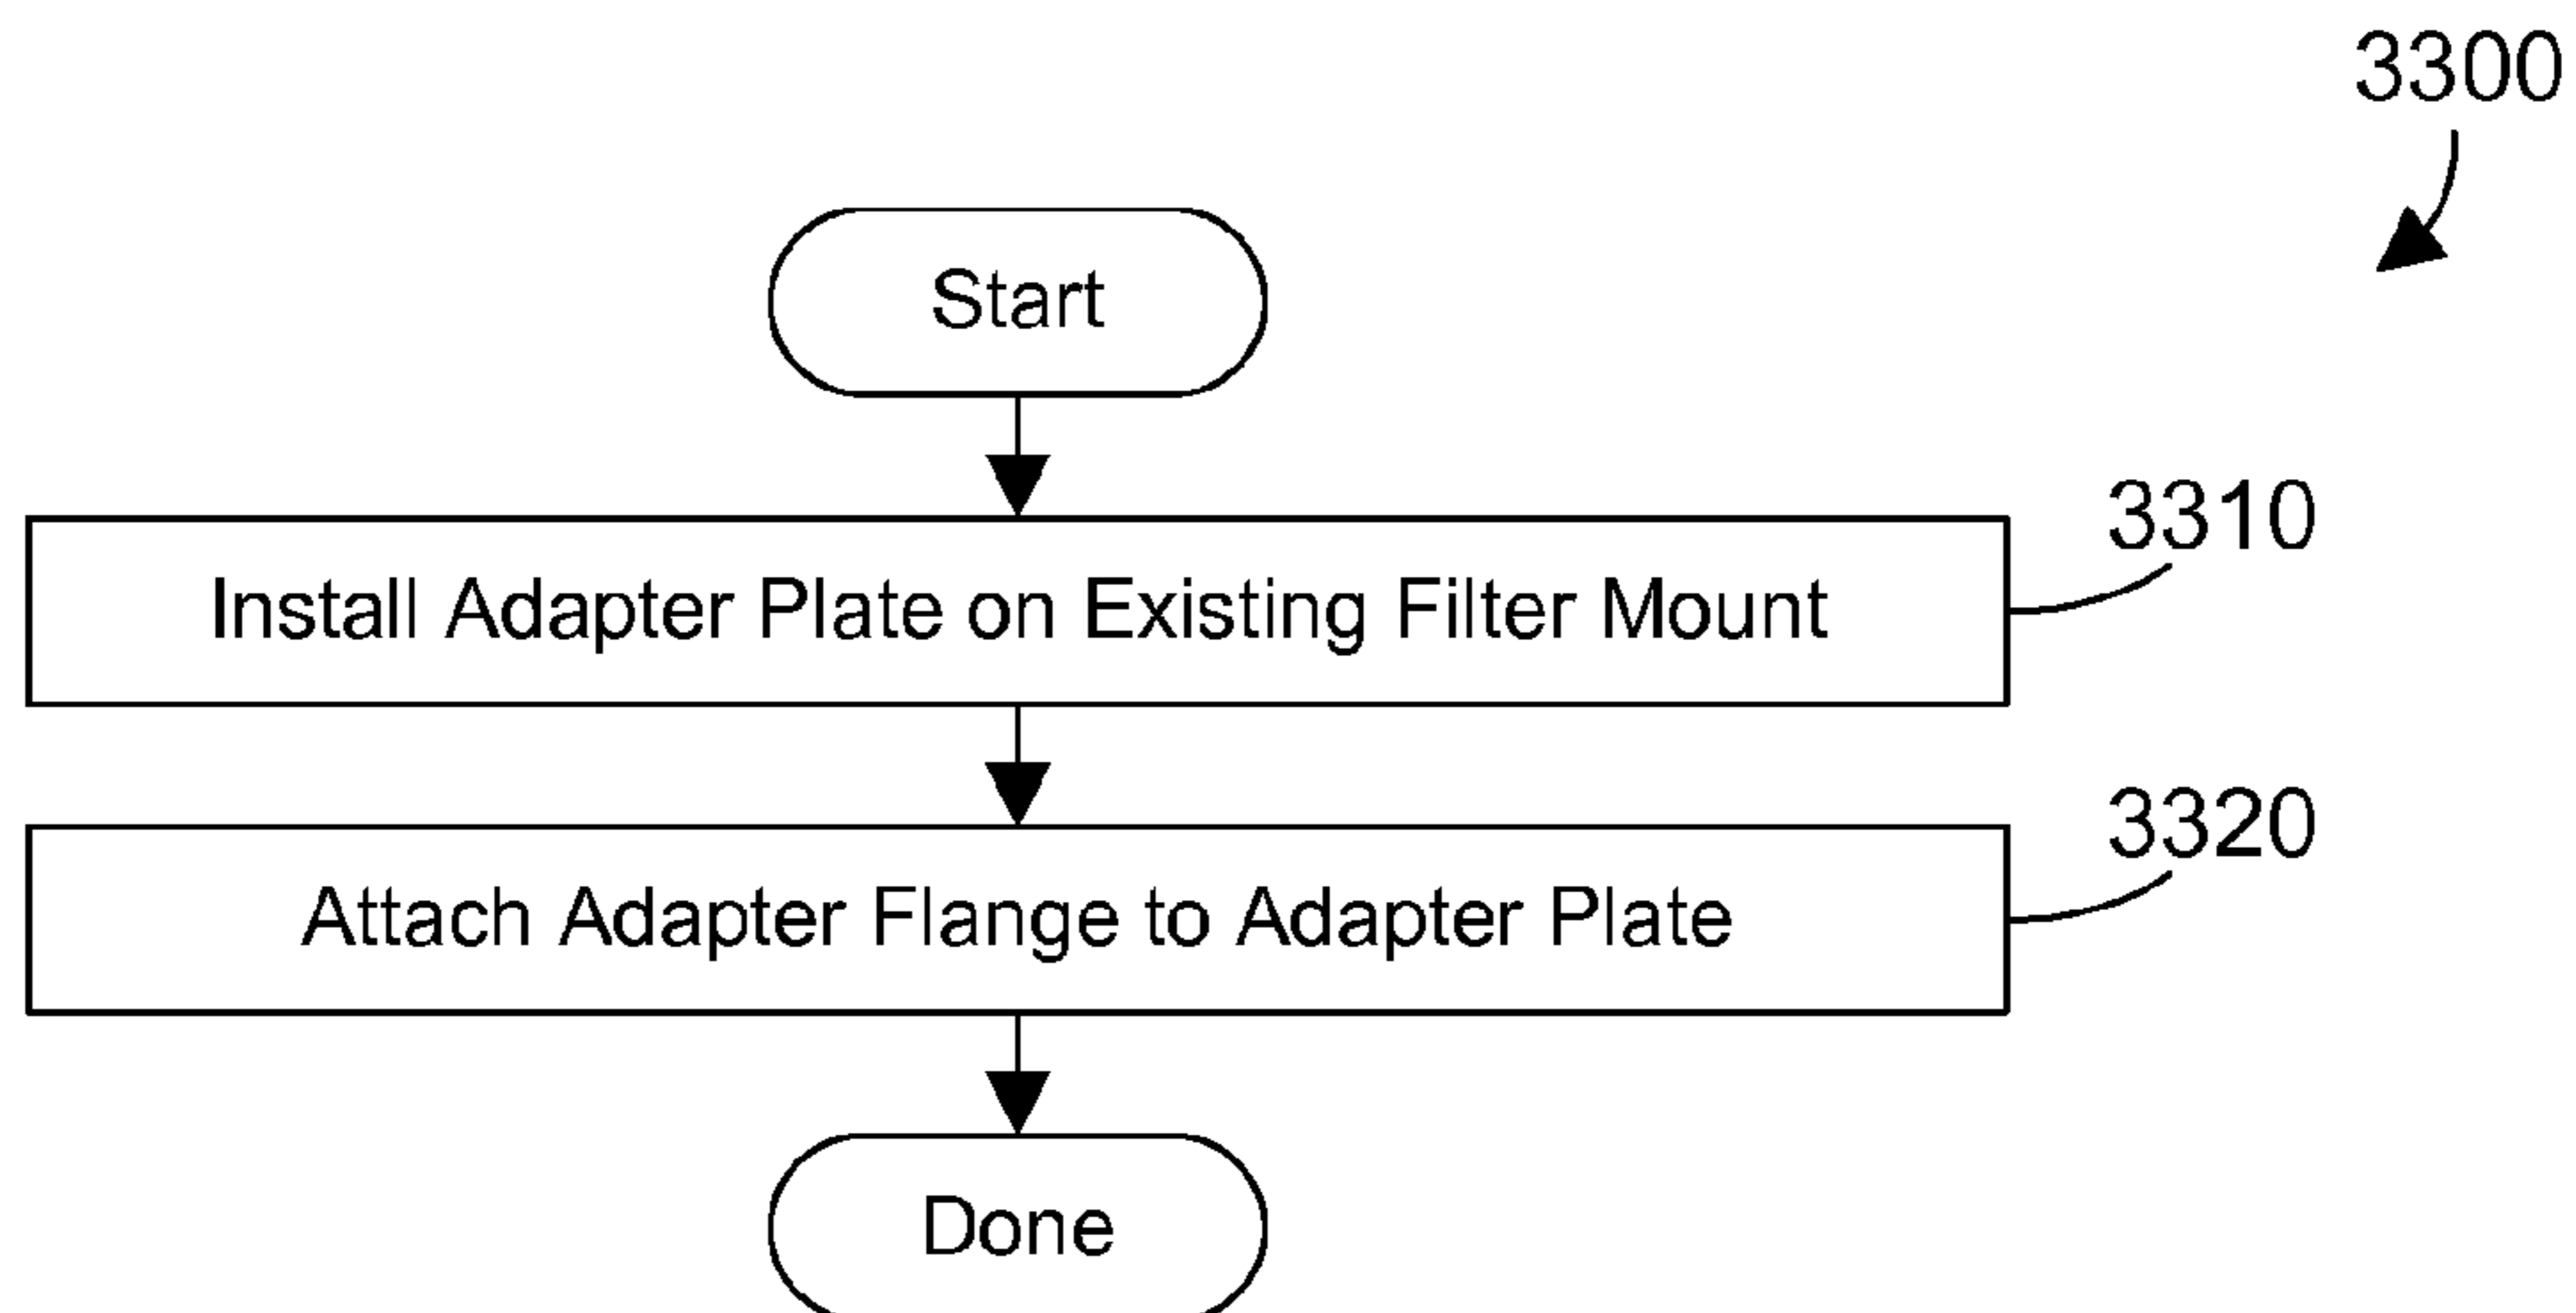 3300
Start
3310
Install Adapter Plate on Existing Filter Mount
3320
Attach Adapter Flange to Adapter Plate
Done